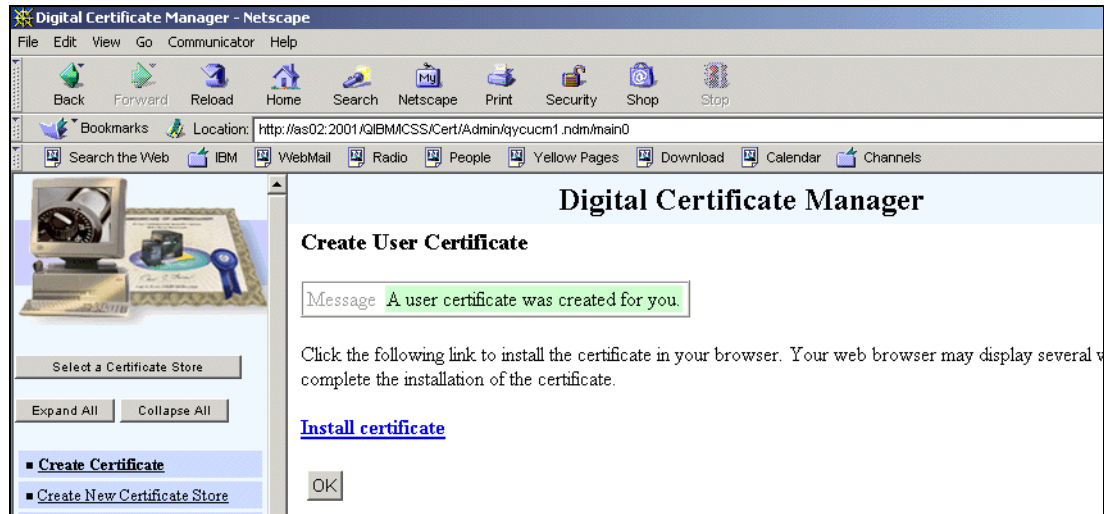 Digital Certificate Manager - Netscape
File Edit View Go Communicator Help
Back Forward Reload Home Search Netscape Print Security Shop Stop
My
Bookmarks Location: http://as02:2001/QIBM/ICSS/Cert/Admin/qycucm1.ndm/main0
Search the Web IBM WebMail Radio People Yellow Pages Download Calendar Channels
Digital Certificate Manager
Create User Certificate
Message A user certificate was created for you.
Click the following link to install the certificate in your browser. Your web browser may display several
complete the installation of the certificate.
Install certificate
OK
Select a Certificate Store
Expand All Collapse All
Create Certificate
Create New Certificate Store